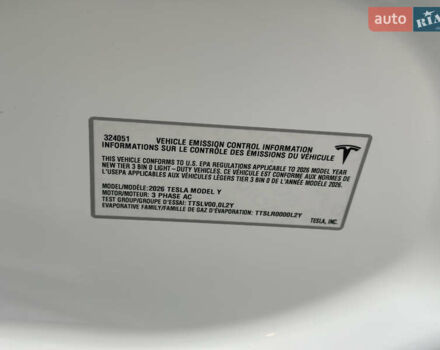 auto RIA
324051 VEHICLE EMISSION CONTROL INFORMATION
INFORMATIONS SUR LE CONTRÔLE DES ÉMISSIONS DU VÉHICULE
THIS VEHICLE CONFORMS TO U.S. EPA REGULATIONS APPLICABLE TO 2026 MODEL YEAR
NEW TIER 3 BIN 0 LIGHT-DUTY VEHICLES. CE VÉHICULE EST CONFORME AUX NORMES DE
L'USEPA APPLICABLES AUX VÉHICULES LÉGERS TIER 3 BIN 0 DE L'ANNÉE MODÈLE 2026.
MODEL/MODÈLE: 2026 TESLA MODEL Y
MOTOR/MOTEUR: 3 PHASE AC
TEST GROUP/GROUPE D'ESSAI: TTSLV00.0L2Y
EVAPORATIVE FAMILY/FAMILLE DE GAZ D'ÉVAPORATION: TTSLR0000L2Y
TESLA, INC.